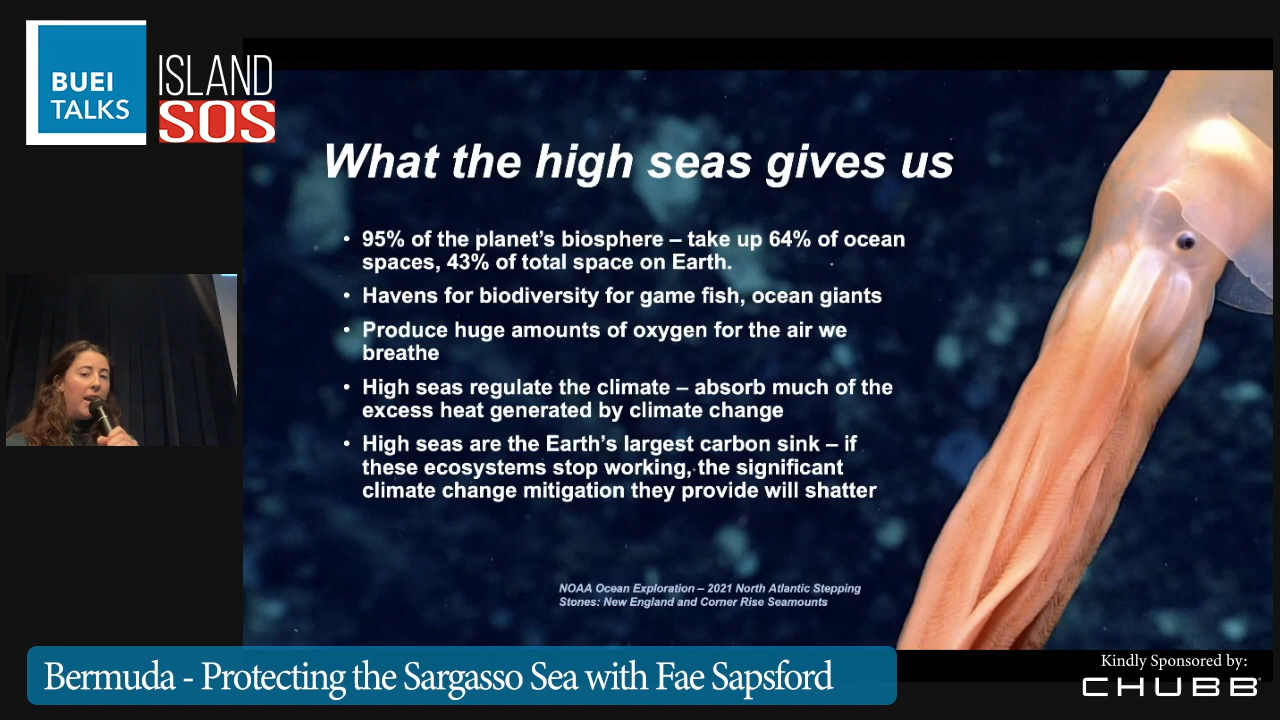 BUEI
TALKS
ISLAND
SOS
What the high seas gives us
• 95% of the planet's biosphere – take up 64% of ocean
spaces, 43% of total space on Earth.
• Havens for biodiversity for game fish, ocean giants
• Produce huge amounts of oxygen for the air we
breathe
• High seas regulate the climate – absorb much of the
excess heat generated by climate change
• High seas are the Earth's largest carbon sink – if
these ecosystems stop working, the significant
climate change mitigation they provide will shatter
NOAA Ocean Exploration – 2021 North Atlantic Stepping
Stones: New England and Corner Rise Seamounts
Bermuda - Protecting the Sargasso Sea with Fae Sapsford
Kindly Sponsored by:
CHUBB